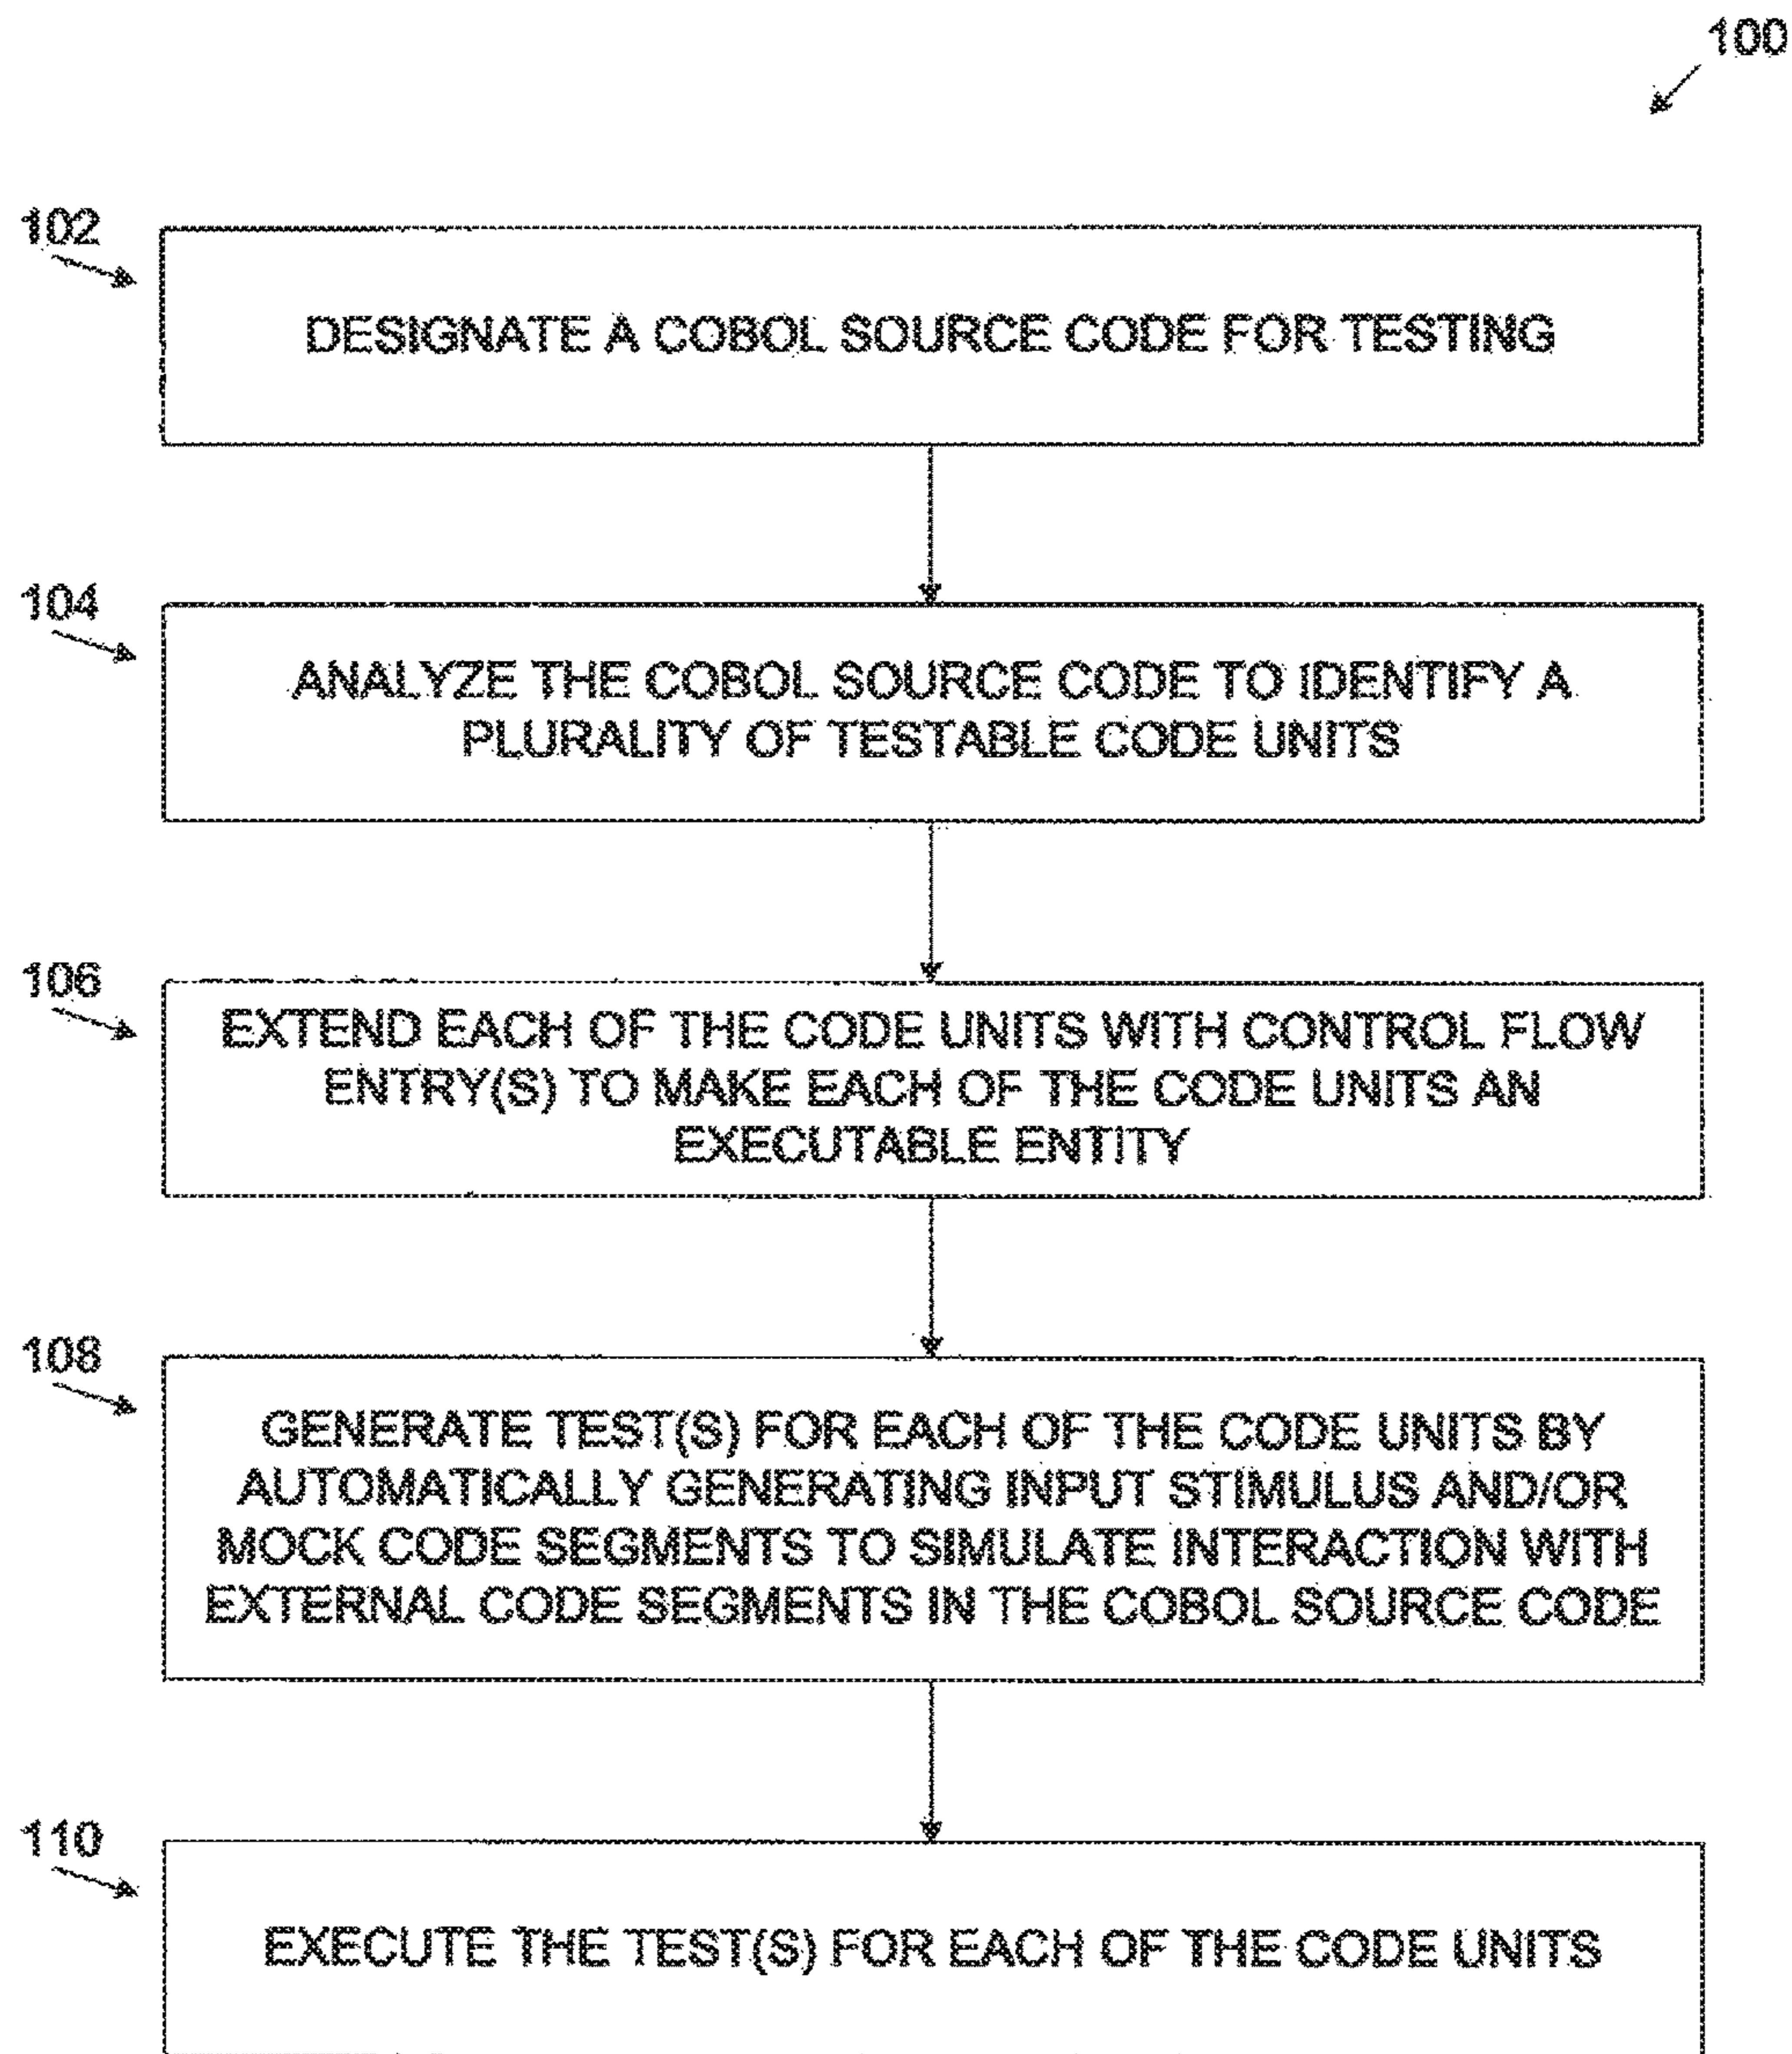 100
102
DESIGNATE A COBOL SOURCE CODE FOR TESTING
104
ANALYZE THE COBOL SOURCE CODE TO IDENTIFY A
PLURALITY OF TESTABLE CODE UNITS
106
EXTEND EACH OF THE CODE UNITS WITH CONTROL FLOW
ENTRY(S) TO MAKE EACH OF THE CODE UNITS AN
EXECUTABLE ENTITY
108
GENERATE TEST(S) FOR EACH OF THE CODE UNITS BY
AUTOMATICALLY GENERATING INPUT STIMULUS AND/OR
MOCK CODE SEGMENTS TO SIMULATE INTERACTION WITH
EXTERNAL CODE SEGMENTS IN THE COBOL SOURCE CODE
110
EXECUTE THE TEST(S) FOR EACH OF THE CODE UNITS